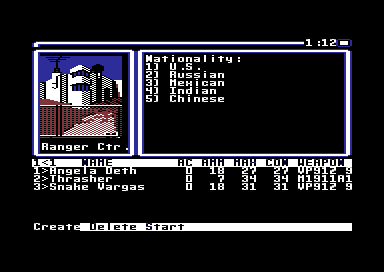 1:12
Nationality:
1) U.S.
2) Russian
3) Mexican
4) Indian
5) Chinese
Ranger Ctr.
1<1 NAME AC AMM MAX CON WEAPON
1>Angela Deth 0 18 27 27 VP912 9
2>Thrasher 0 7 34 34 M1911A1
3>Snake Vargas 0 18 31 31 VP912 9
Create Delete Start